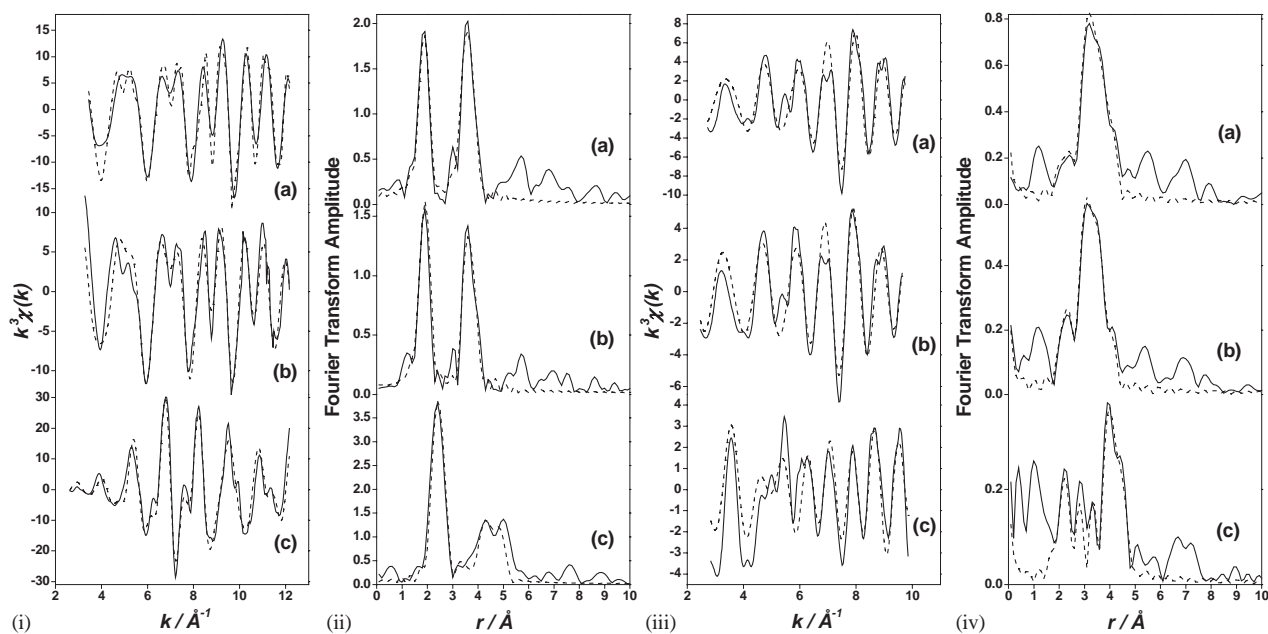 15
10
5
0
-5
-10
-15
(a)
10
5
0
-5
-10
(b)
30
20
10
0
-10
-20
-30
(c)
k³χ(k)
2 4 6 8 10 12
(i)
k / Å⁻¹
2.0
1.5
1.0
0.5
0.0
(a)
1.5
1.0
0.5
0.0
(b)
3.5
3.0
2.5
2.0
1.5
1.0
0.5
0.0
(c)
Fourier Transform Amplitude
0 1 2 3 4 5 6 7 8 9 10
(ii)
r / Å
8
6
4
2
0
-2
-4
-6
-8
-10
(a)
4
2
0
-2
-4
-6
(b)
4
3
2
1
0
-1
-2
-3
-4
(c)
k³χ(k)
2 4 6 8 10
(iii)
k / Å⁻¹
0.8
0.6
0.4
0.2
0.0
(a)
0.4
0.2
0.0
(b)
0.2
0.0
(c)
Fourier Transform Amplitude
0 1 2 3 4 5 6 7 8 9 10
(iv)
r / Å